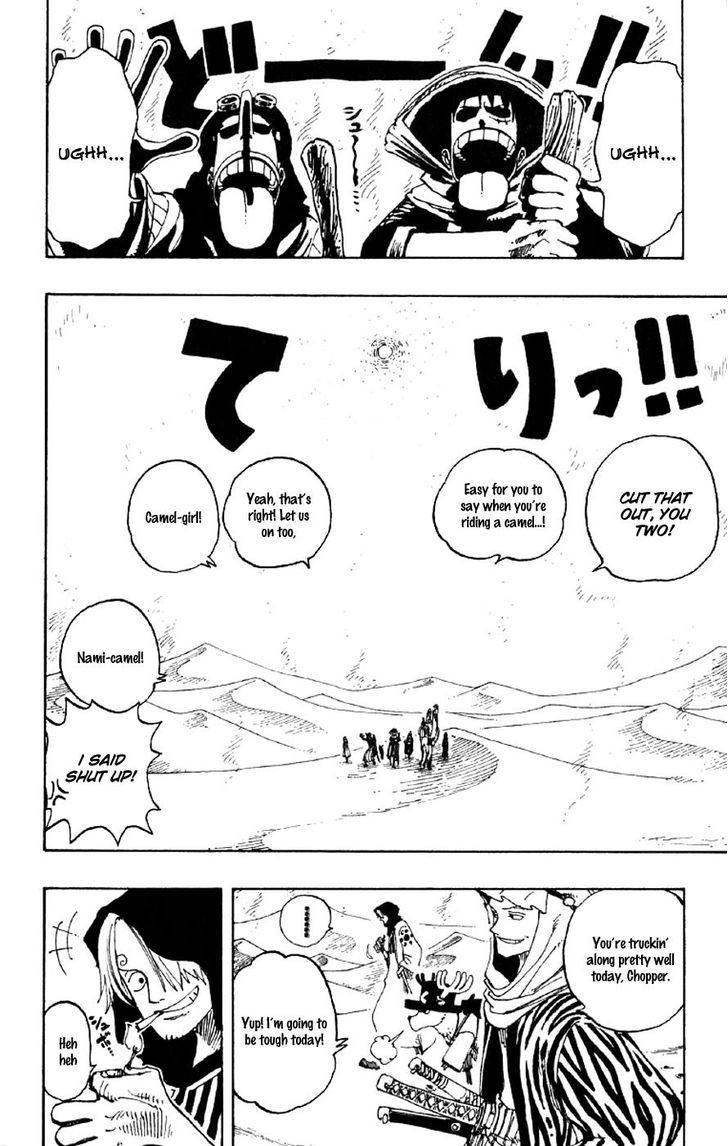 どーーん!!
UGHH...
シュ〜〜
UGHH...
てりっ!!
CUT THAT
OUT, YOU
TWO!
Easy for you to
say when you're
riding a camel...!
Yeah, that's
right! Let us
on too,
Camel-girl!
Nami-camel!
I SAID
SHUT UP!
You're truckin'
along pretty well
today, Chopper.
Yup! I'm going to
be tough today!
Heh
heh